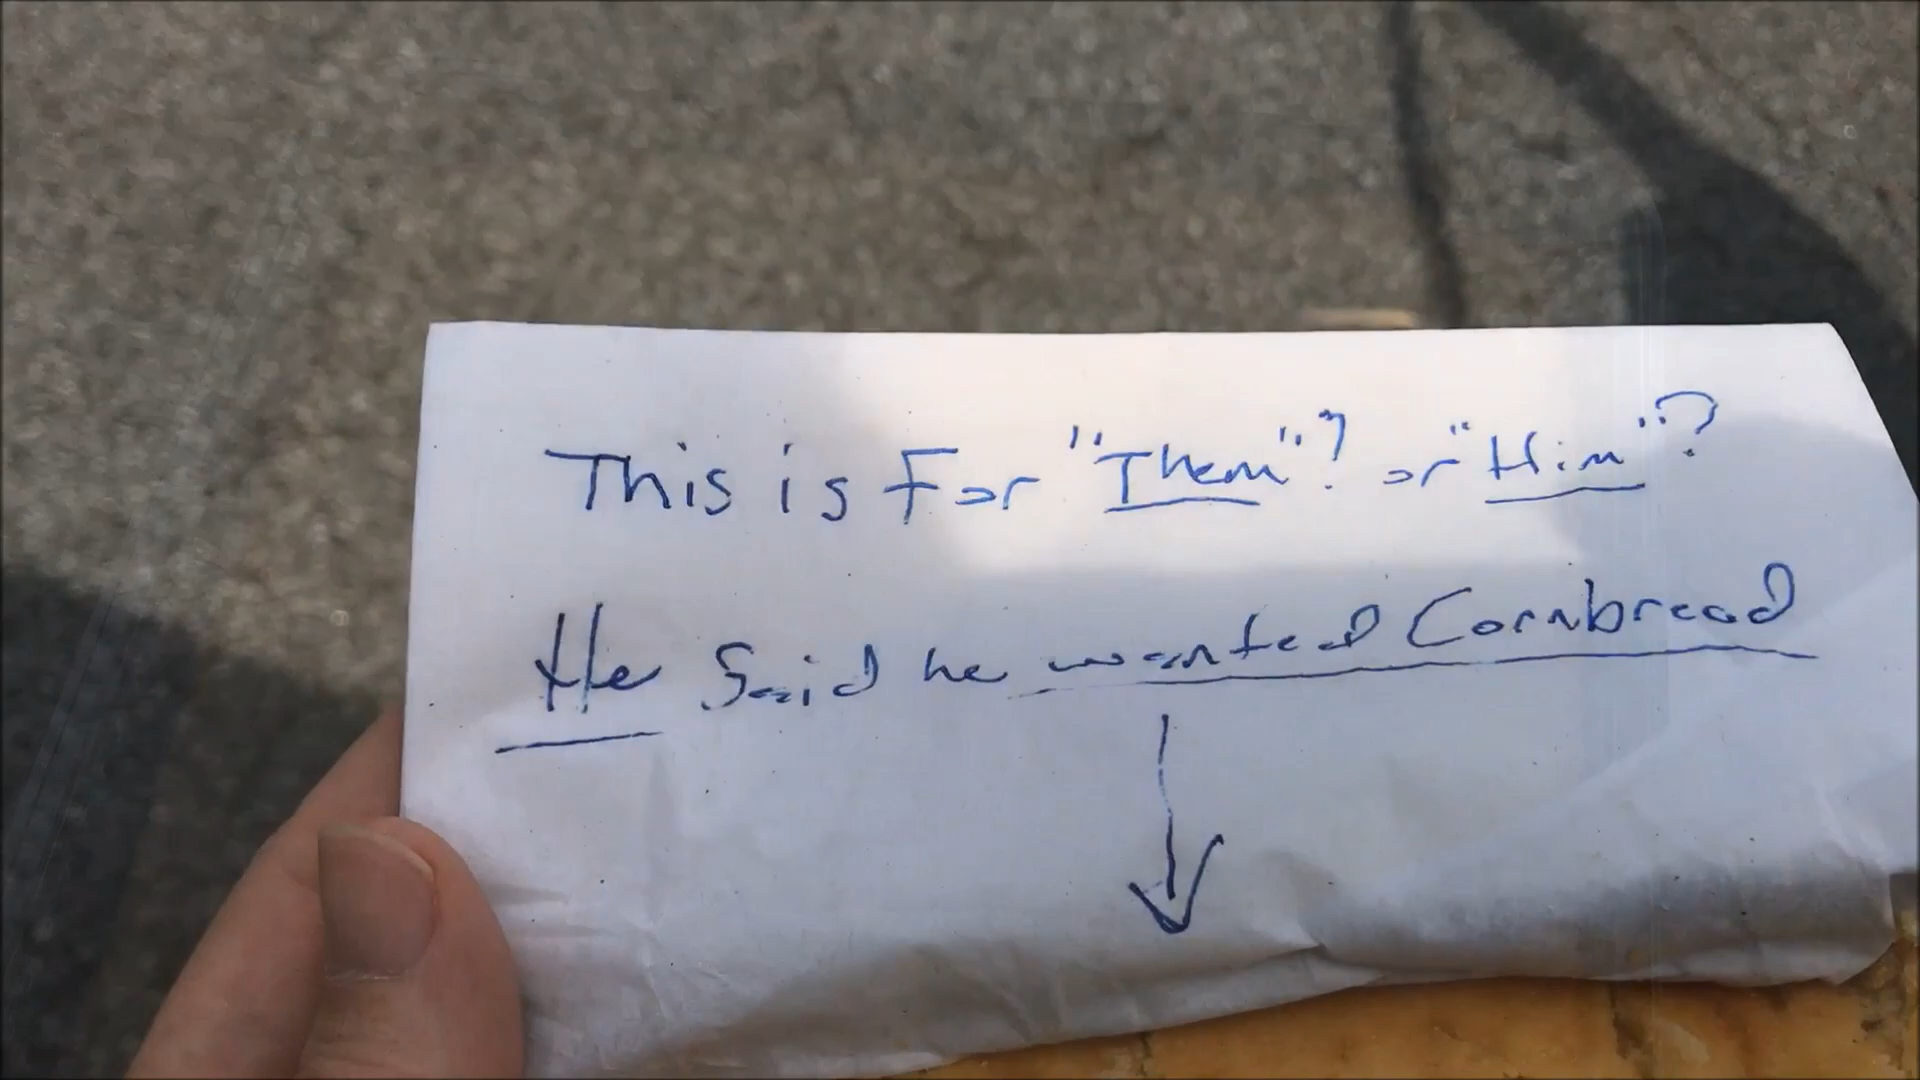 This is For "Them"? or "Him"?
He Said he wanted Cornbread